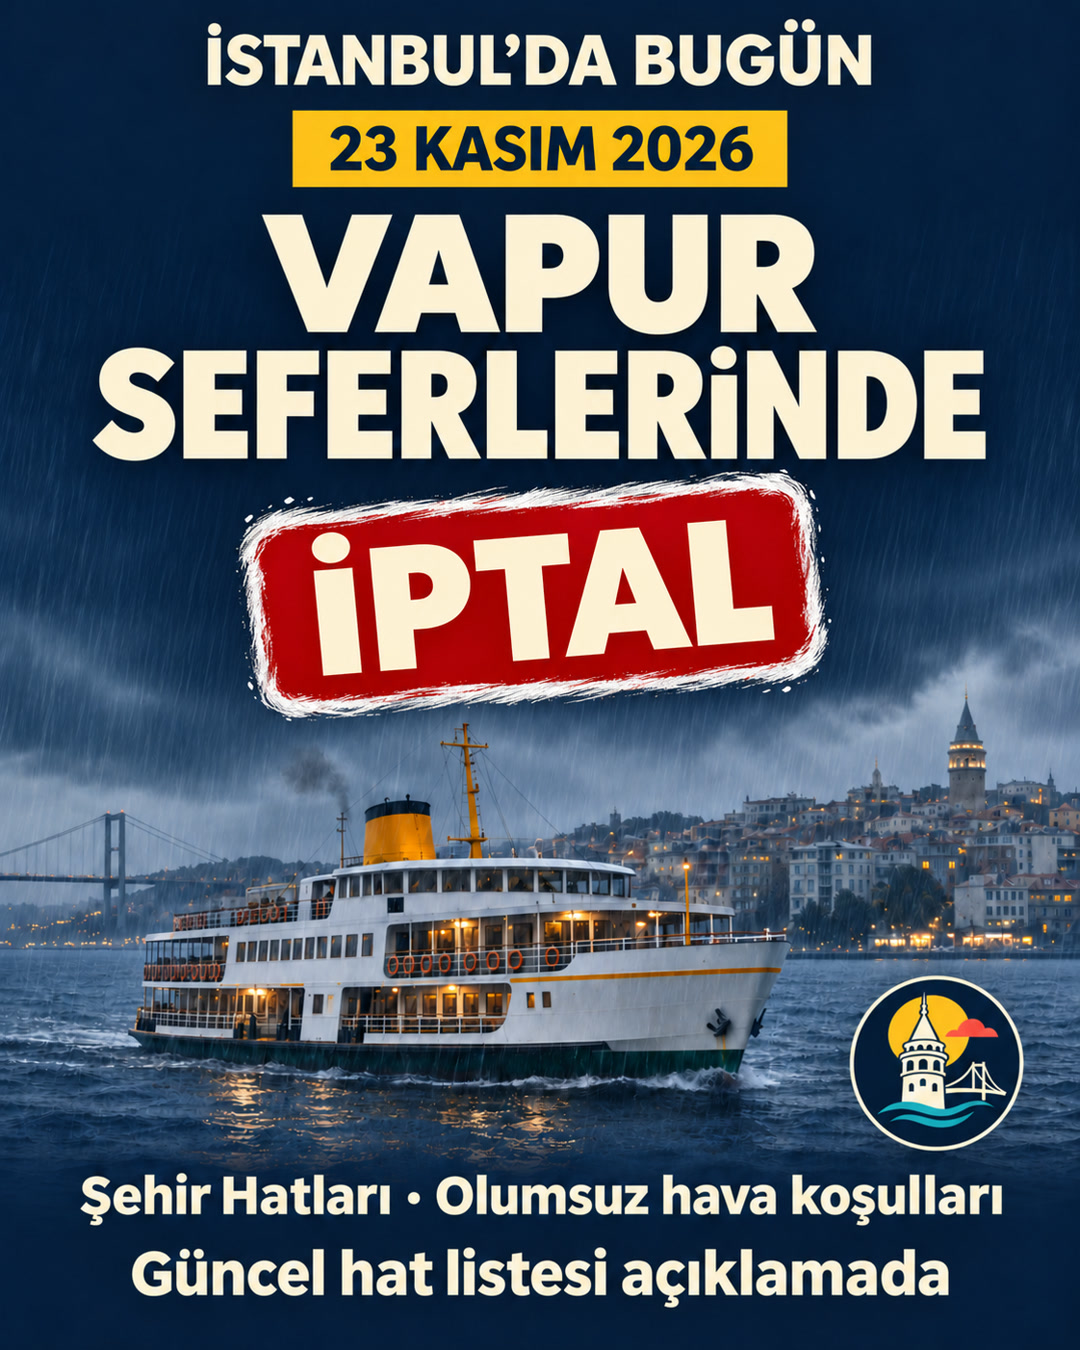 İSTANBUL'DA BUGÜN
23 KASIM 2026
VAPUR
SEFERLERİNDE
İPTAL
Şehir Hatları • Olumsuz hava koşulları
Güncel hat listesi açıklamada